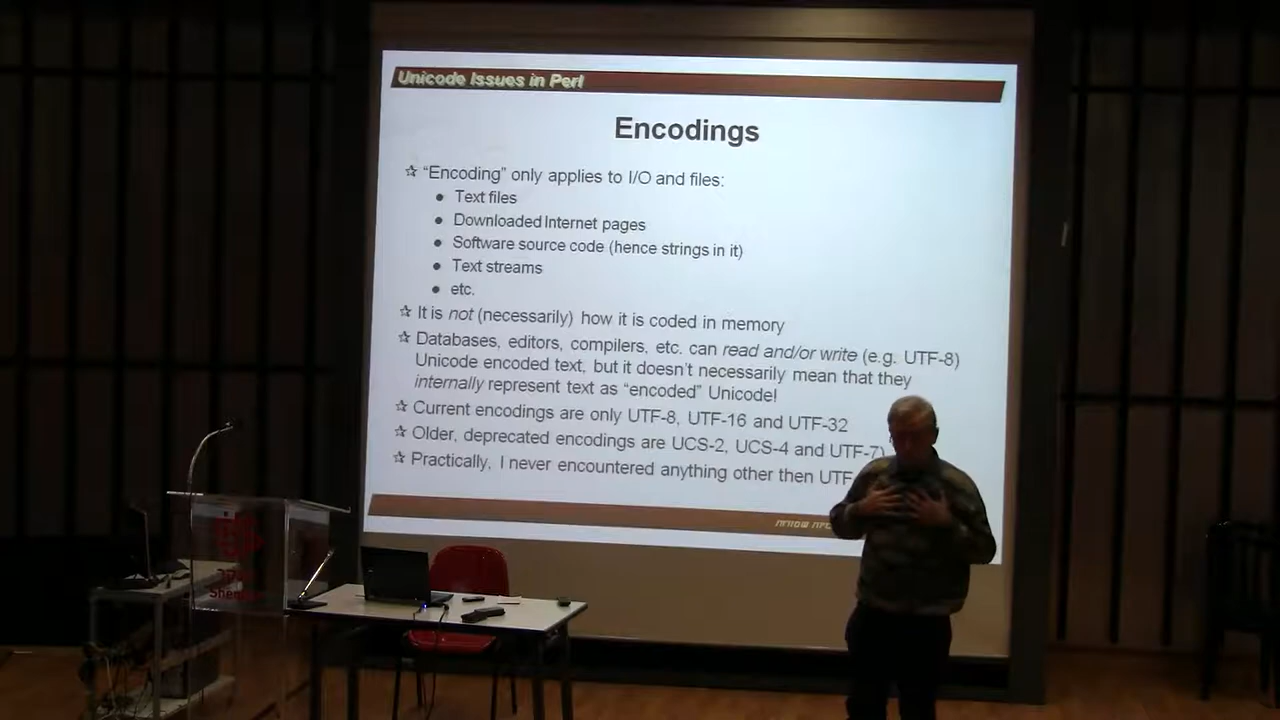 Unicode Issues in Perl
Encodings
“Encoding” only applies to I/O and files:
Text files
Downloaded Internet pages
Software source code (hence strings in it)
Text streams
etc.
It is not (necessarily) how it is coded in memory
Databases, editors, compilers, etc. can read and/or write (e.g. UTF-8)
Unicode encoded text, but it doesn’t necessarily mean that they
internally represent text as “encoded” Unicode!
Current encodings are only UTF-8, UTF-16 and UTF-32
Older, deprecated encodings are UCS-2, UCS-4 and UTF-7)
Practically, I never encountered anything other then UTF